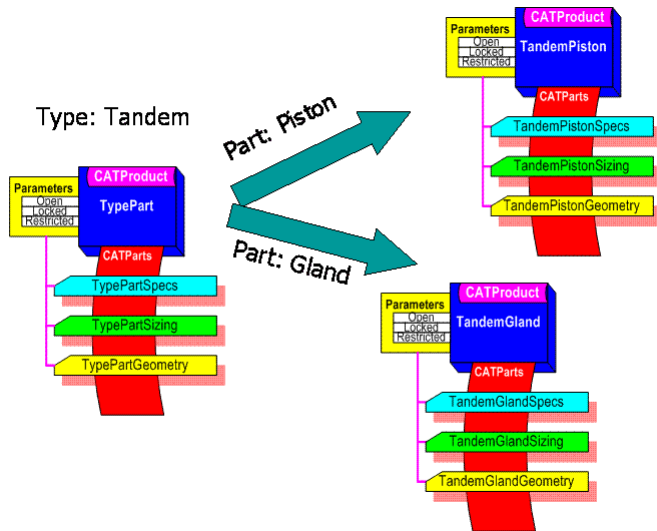 Type: Tandem
CATProduct
Parameters
Open
Locked
Restricted
TypePart
CATParts
TypePartSpecs
TypePartSizing
TypePartGeometry
Part: Piston
Part: Gland
CATProduct
Parameters
Open
Locked
Restricted
TandemPiston
CATParts
TandemPistonSpecs
TandemPistonSizing
TandemPistonGeometry
CATProduct
Parameters
Open
Locked
Restricted
TandemGland
CATParts
TandemGlandSpecs
TandemGlandSizing
TandemGlandGeometry